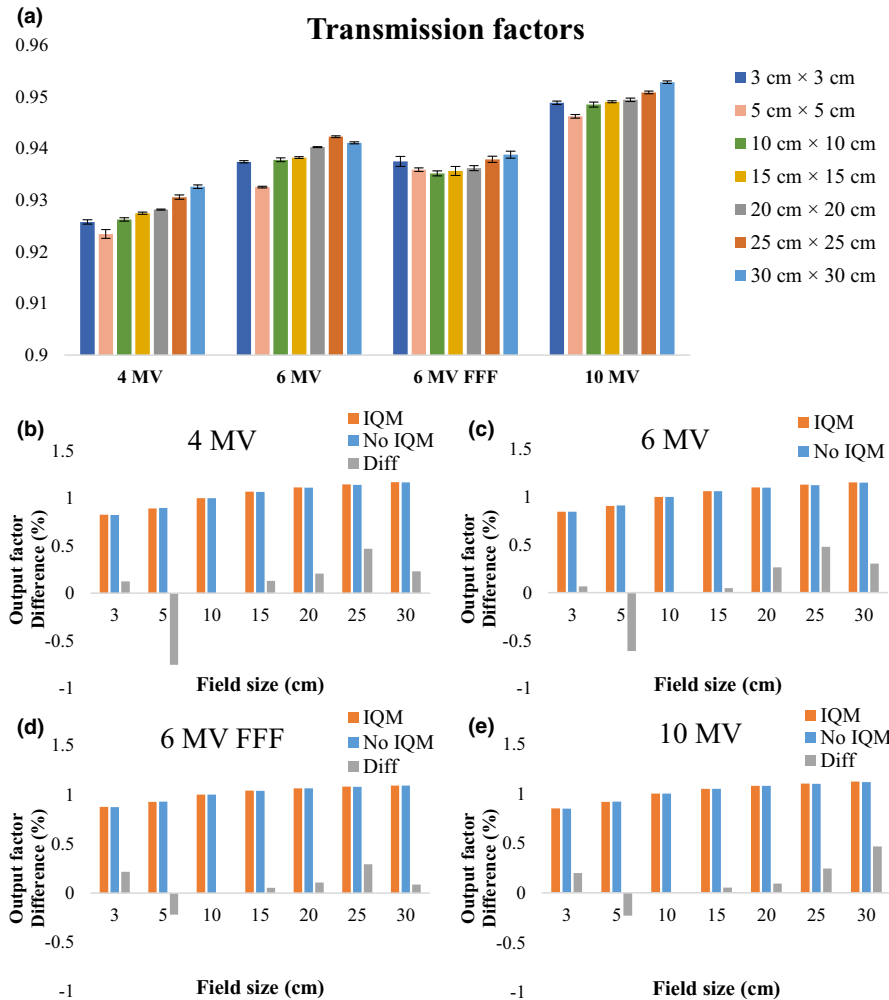 (a)
Transmission factors
0.96
0.95
0.94
0.93
0.92
0.91
0.9
4 MV
6 MV
6 MV FFF
10 MV
3 cm × 3 cm
5 cm × 5 cm
10 cm × 10 cm
15 cm × 15 cm
20 cm × 20 cm
25 cm × 25 cm
30 cm × 30 cm
(b)
4 MV
IQM
No IQM
Diff
Output factor
Difference (%)
1.5
1
0.5
0
-0.5
-1
3 5 10 15 20 25 30
Field size (cm)
(c)
6 MV
IQM
No IQM
Output factor
Difference (%)
1.5
1
0.5
0
-0.5
-1
3 5 10 15 20 25 30
Field size (cm)
(d)
6 MV FFF
IQM
No IQM
Diff
Output factor
Difference (%)
1.5
1
0.5
0
-0.5
-1
3 5 10 15 20 25 30
Field size (cm)
(e)
10 MV
IQM
No IQM
Diff
Output factor
Difference (%)
1.5
1
0.5
0
-0.5
-1
3 5 10 15 20 25 30
Field size (cm)